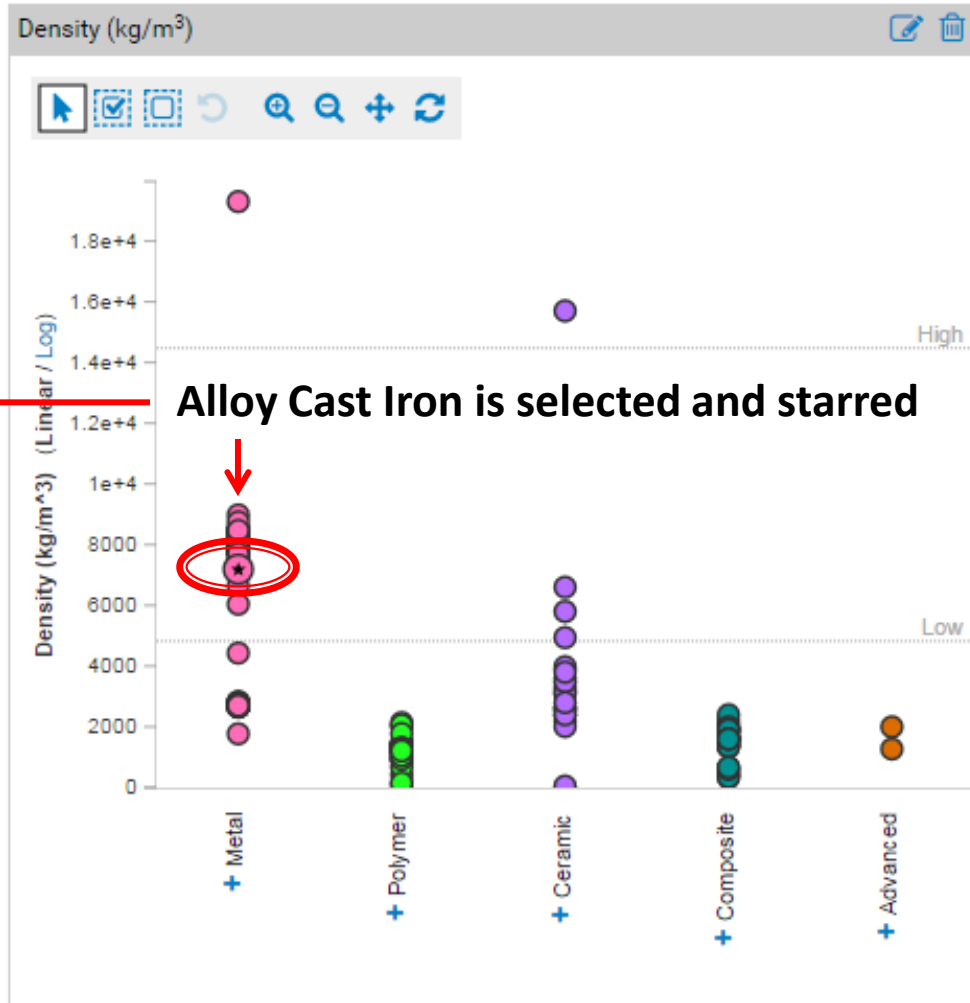 Density (kg/m³)
1.8e+4
1.6e+4
High
1.4e+4
Alloy Cast Iron is selected and starred
1.2e+4
1e+4
8000
6000
Low
4000
2000
0
Density (kg/m^3) (Linear / Log)
+ Metal
+ Polymer
+ Ceramic
+ Composite
+ Advanced